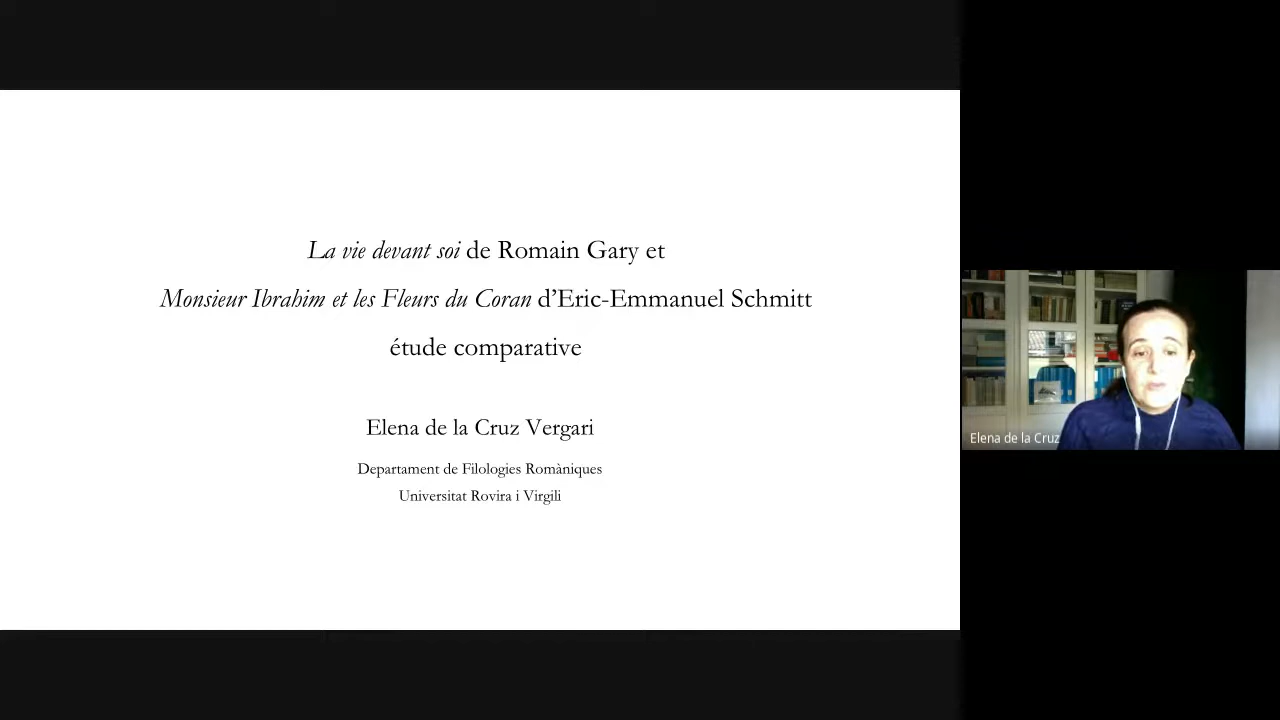 La vie devant soi de Romain Gary et
Monsieur Ibrahim et les Fleurs du Coran d’Eric-Emmanuel Schmitt
étude comparative
Elena de la Cruz Vergari
Departament de Filologies Romàniques
Universitat Rovira i Virgili
Elena de la Cruz